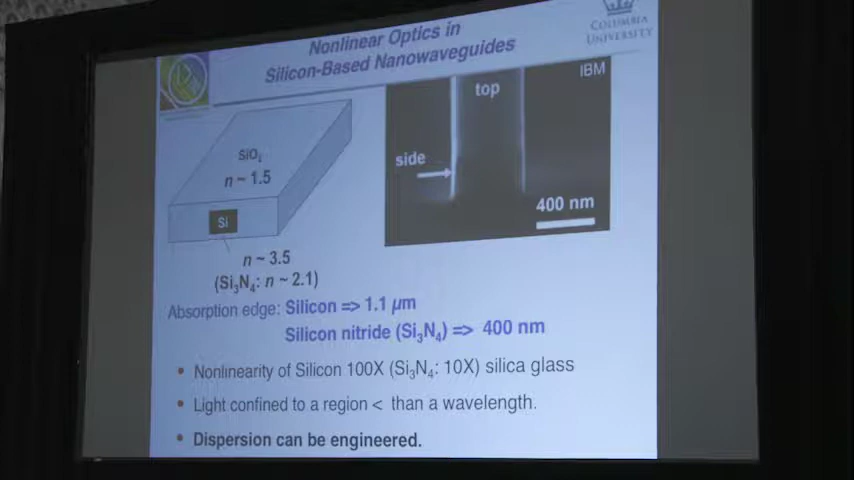 Nonlinear Optics in
Silicon-Based Nanowaveguides
COLUMBIA
UNIVERSITY
IBM
top
side
400 nm
SiO₂
n ~ 1.5
Si
n ~ 3.5
(Si₃N₄: n ~ 2.1)
Absorption edge: Silicon => 1.1 µm
Silicon nitride (Si₃N₄) => 400 nm
• Nonlinearity of Silicon 100X (Si₃N₄: 10X) silica glass
• Light confined to a region < than a wavelength.
• Dispersion can be engineered.